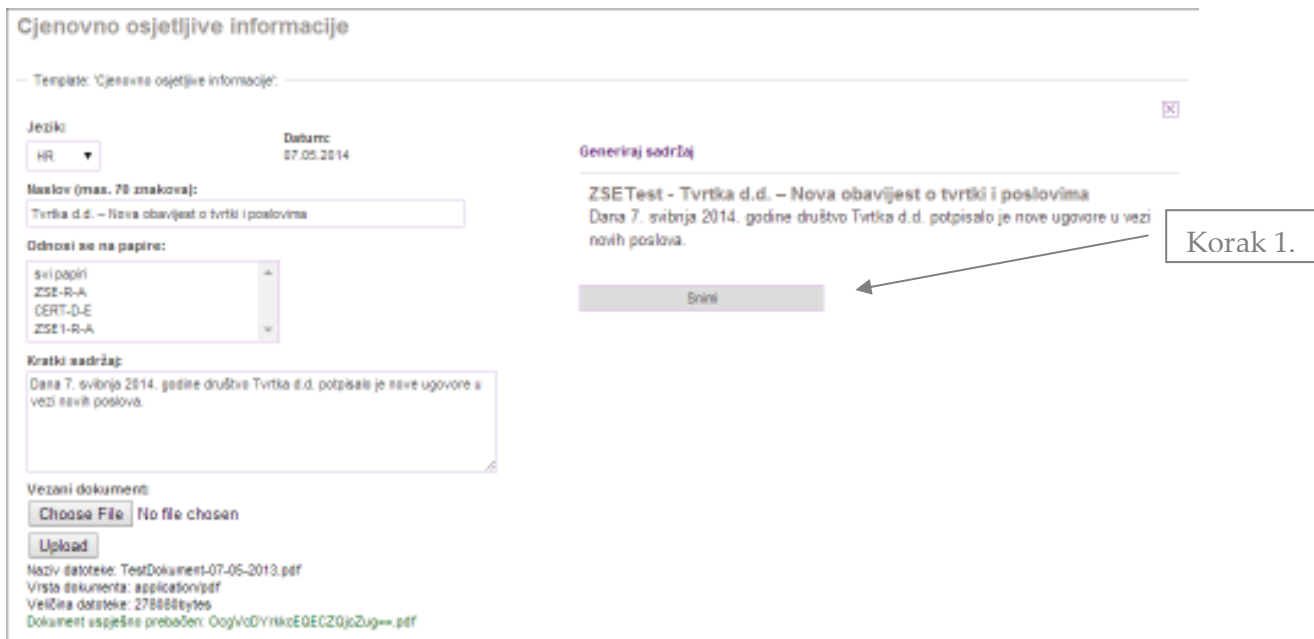 Cjenovno osjetljive informacije
Template: 'Cjenovno osjetljive informacije':
Jezik:
HR
Datum:
07.05.2014
Naslov (max. 70 znakova):
Tvrtka d.d. – Nova obavijest o tvrtki i poslovima
Odnosi se na papire:
svi papiri
ZSE-R-A
CERT-D-E
ZSE1-R-A
Kratki sadržaj:
Dana 7. svibnja 2014. godine društvo Tvrtka d.d. potpisalo je nove ugovore u
vezi novih poslova.
Vezani dokument:
Choose File No file chosen
Upload
Naziv datoteke: TestDokument-07-05-2013.pdf
Vrsta dokumenta: application/pdf
Veličina datoteke: bytes
Dokument uspješno prebačen:
Generiraj sadržaj
ZSETest - Tvrtka d.d. – Nova obavijest o tvrtki i poslovima
Dana 7. svibnja 2014. godine društvo Tvrtka d.d. potpisalo je nove ugovore u vezi
novih poslova.
Snimi
Korak 1.